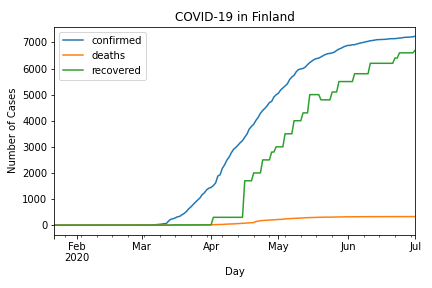 COVID-19 in Finland
confirmed
deaths
recovered
Number of Cases
7000
6000
5000
4000
3000
2000
1000
0
Feb Mar Apr May Jun Jul
2020
Day